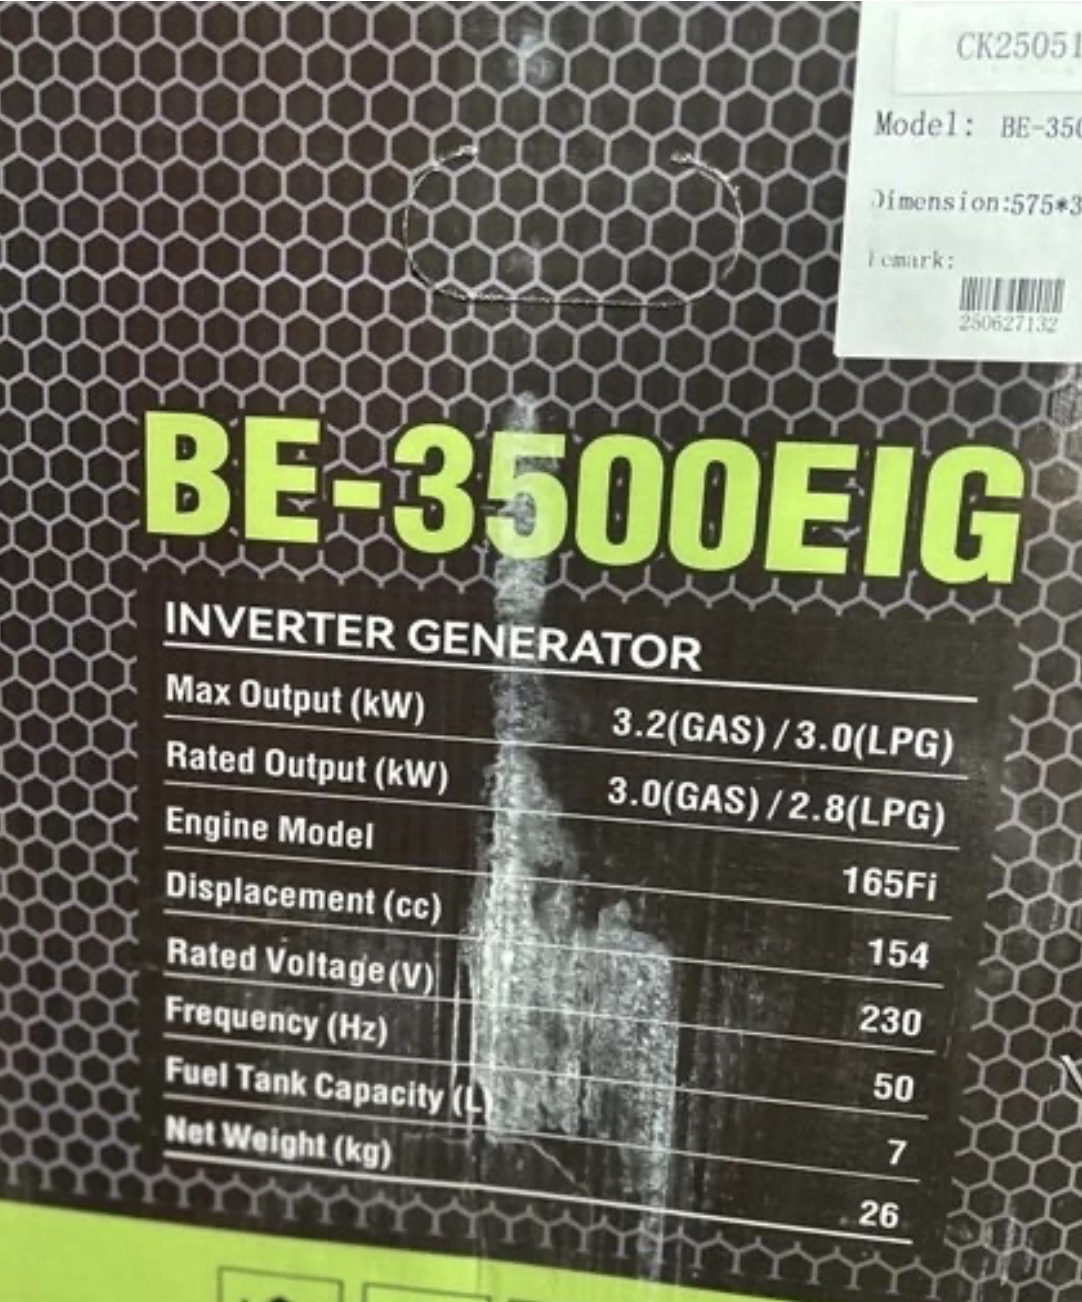 CK25051
Model: BE-350
Dimension:575*3
Remark:
250627132
BE-3500EIG
INVERTER GENERATOR
Max Output (kW) 3.2(GAS) / 3.0(LPG)
Rated Output (kW) 3.0(GAS) / 2.8(LPG)
Engine Model 165Fi
Displacement (cc) 154
Rated Voltage (V) 230
Frequency (Hz) 50
Fuel Tank Capacity (L) 7
Net Weight (kg) 26